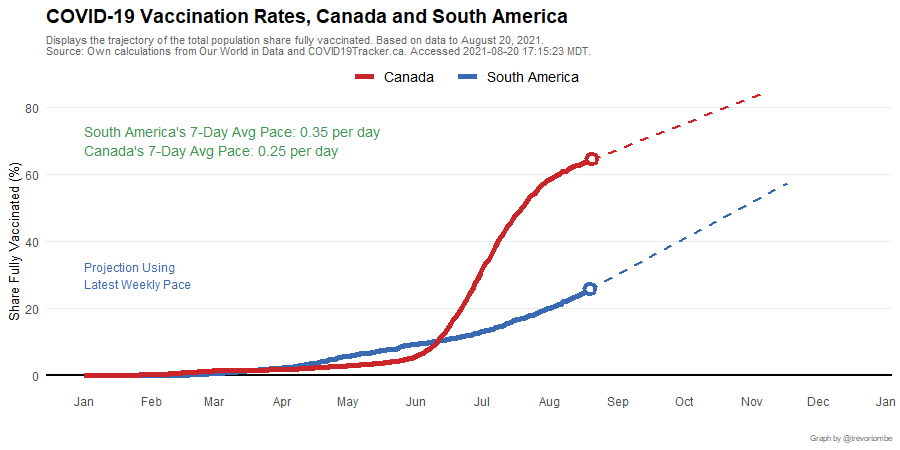 COVID-19 Vaccination Rates, Canada and South America
Displays the trajectory of the total population share fully vaccinated. Based on data to August 20, 2021.
Source: Own calculations from Our World in Data and COVID19Tracker.ca. Accessed 2021-08-20 17:15:23 MDT.
Canada South America
80
South America's 7-Day Avg Pace: 0.35 per day
Canada's 7-Day Avg Pace: 0.25 per day
60
Share Fully Vaccinated (%)
40
Projection Using
Latest Weekly Pace
20
0
Jan Feb Mar Apr May Jun Jul Aug Sep Oct Nov Dec Jan
Graph by @trevortombe